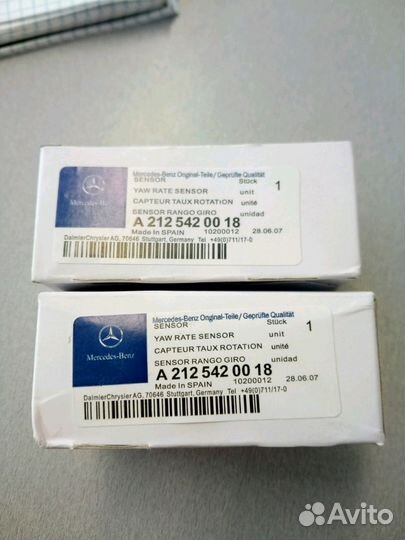 Mercedes-Benz Original-Teile/ Geprüfte Qualität
SENSOR Stück 1
YAW RATE SENSOR unit
CAPTEUR TAUX ROTATION unité
SENSOR RANGO GIRO unidad
A 212 542 00 18
Made In SPAIN 10200012 28.06.07
DaimlerChrysler AG, 70646 Stuttgart, Germany Tel +49(0)711/17-0
Mercedes-Benz
Mercedes-Benz Original-Teile/ Geprüfte Qualität
SENSOR Stück 1
YAW RATE SENSOR unit
CAPTEUR TAUX ROTATION unité
SENSOR RANGO GIRO unidad
A 212 542 00 18
Made In SPAIN 10200012 28.06.07
DaimlerChrysler AG, 70646 Stuttgart, Germany Tel +49(0)711/17-0
Mercedes-Benz
Avito